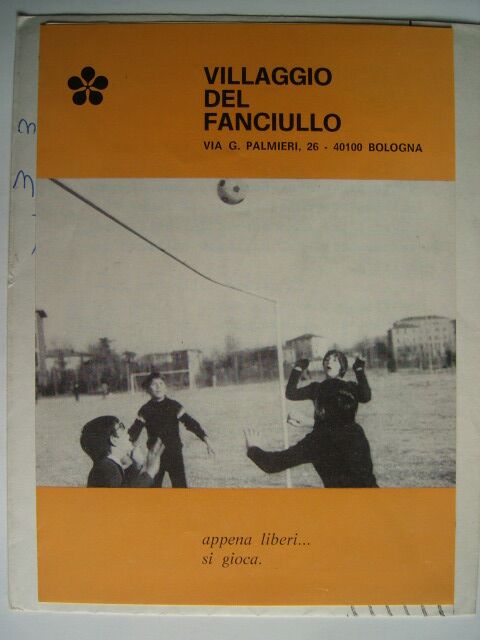 VILLAGGIO
DEL
FANCIULLO
VIA G. PALMIERI, 26 - 40100 BOLOGNA
appena liberi...
si gioca.